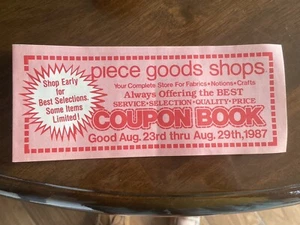 Shop Early
for
Best Selections.
Some Items
Limited!
piece goods shops
Your Complete Store For Fabrics•Notions•Crafts
Always Offering the BEST
SERVICE•SELECTION•QUALITY•PRICE
COUPON BOOK
Good Aug. 23rd thru Aug. 29th, 1987